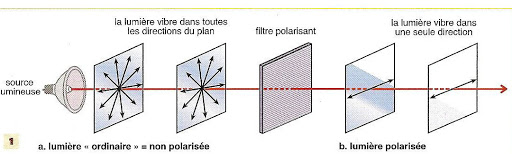 la lumière vibre dans toutes
les directions du plan
filtre polarisant
la lumière vibre dans
une seule direction
source
umineuse
1
a. lumière « ordinaire » = non polarisée
b. lumière polarisée